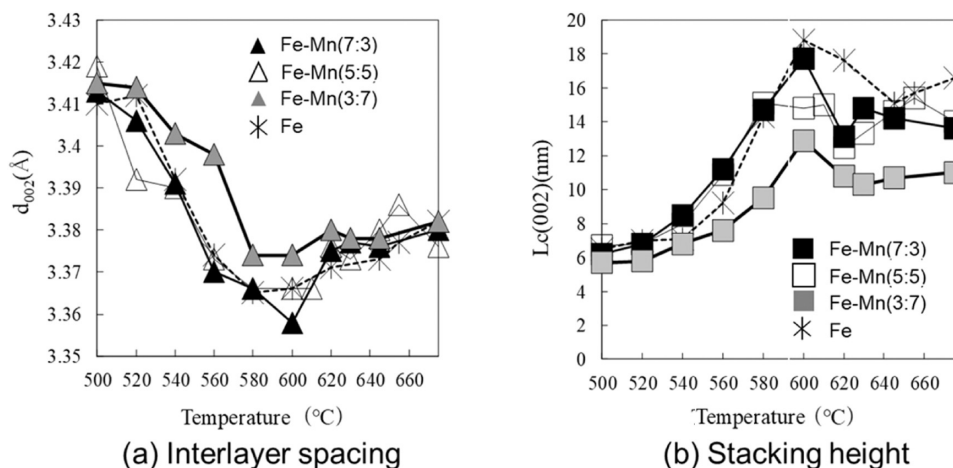 3.43
3.42
3.41
3.4
3.39
3.38
3.37
3.36
3.35
d002(Å)
Fe-Mn(7:3)
Fe-Mn(5:5)
Fe-Mn(3:7)
Fe
500 520 540 560 580 600 620 640 660
Temperature (°C)
(a) Interlayer spacing
20
18
16
14
12
10
8
6
4
2
0
Lc(002)(nm)
Fe-Mn(7:3)
Fe-Mn(5:5)
Fe-Mn(3:7)
Fe
500 520 540 560 580 600 620 640 660
Temperature (°C)
(b) Stacking height